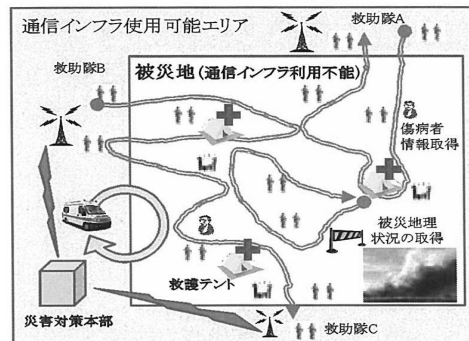 通信インフラ使用可能エリア
救助隊A
救助隊B
被災地(通信インフラ利用不能)
傷病者
情報取得
被災地理
状況の取得
救護テント
災害対策本部
救助隊C